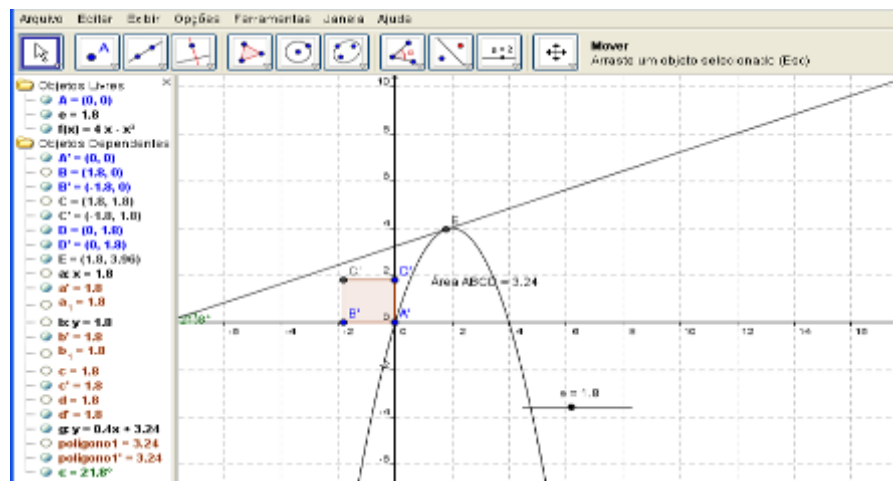 Arquivo Editar Exibir Opções Ferramentas Janela Ajuda
A
a = 2
Mover
Arraste um objeto selecionado (Esc)
Objetos Livres
A = (0, 0)
e = 1.8
f(x) = 4 x - x²
Objetos Dependentes
A' = (0, 0)
B = (1.8, 0)
B' = (-1.8, 0)
C = (1.8, 1.8)
C' = (-1.8, 1.8)
D = (0, 1.8)
D' = (0, 1.8)
E = (1.8, 3.96)
a: x = 1.8
a' = 1.8
a₁ = 1.8
b: y = 1.8
b' = 1.8
b₁ = 1.8
c = 1.8
c' = 1.8
d = 1.8
d' = 1.8
g: y = 0.4x + 3.24
polígono1 = 3.24
polígono1' = 3.24
ε = 21.8°
10
8
6
4
E
C'
2
C'
Área ABCD = 3.24
B'
0
A'
21.8°
-6 -4 -2 0 2 4 6 8 10 12 14 16
-2
e = 1.8
-4
-6